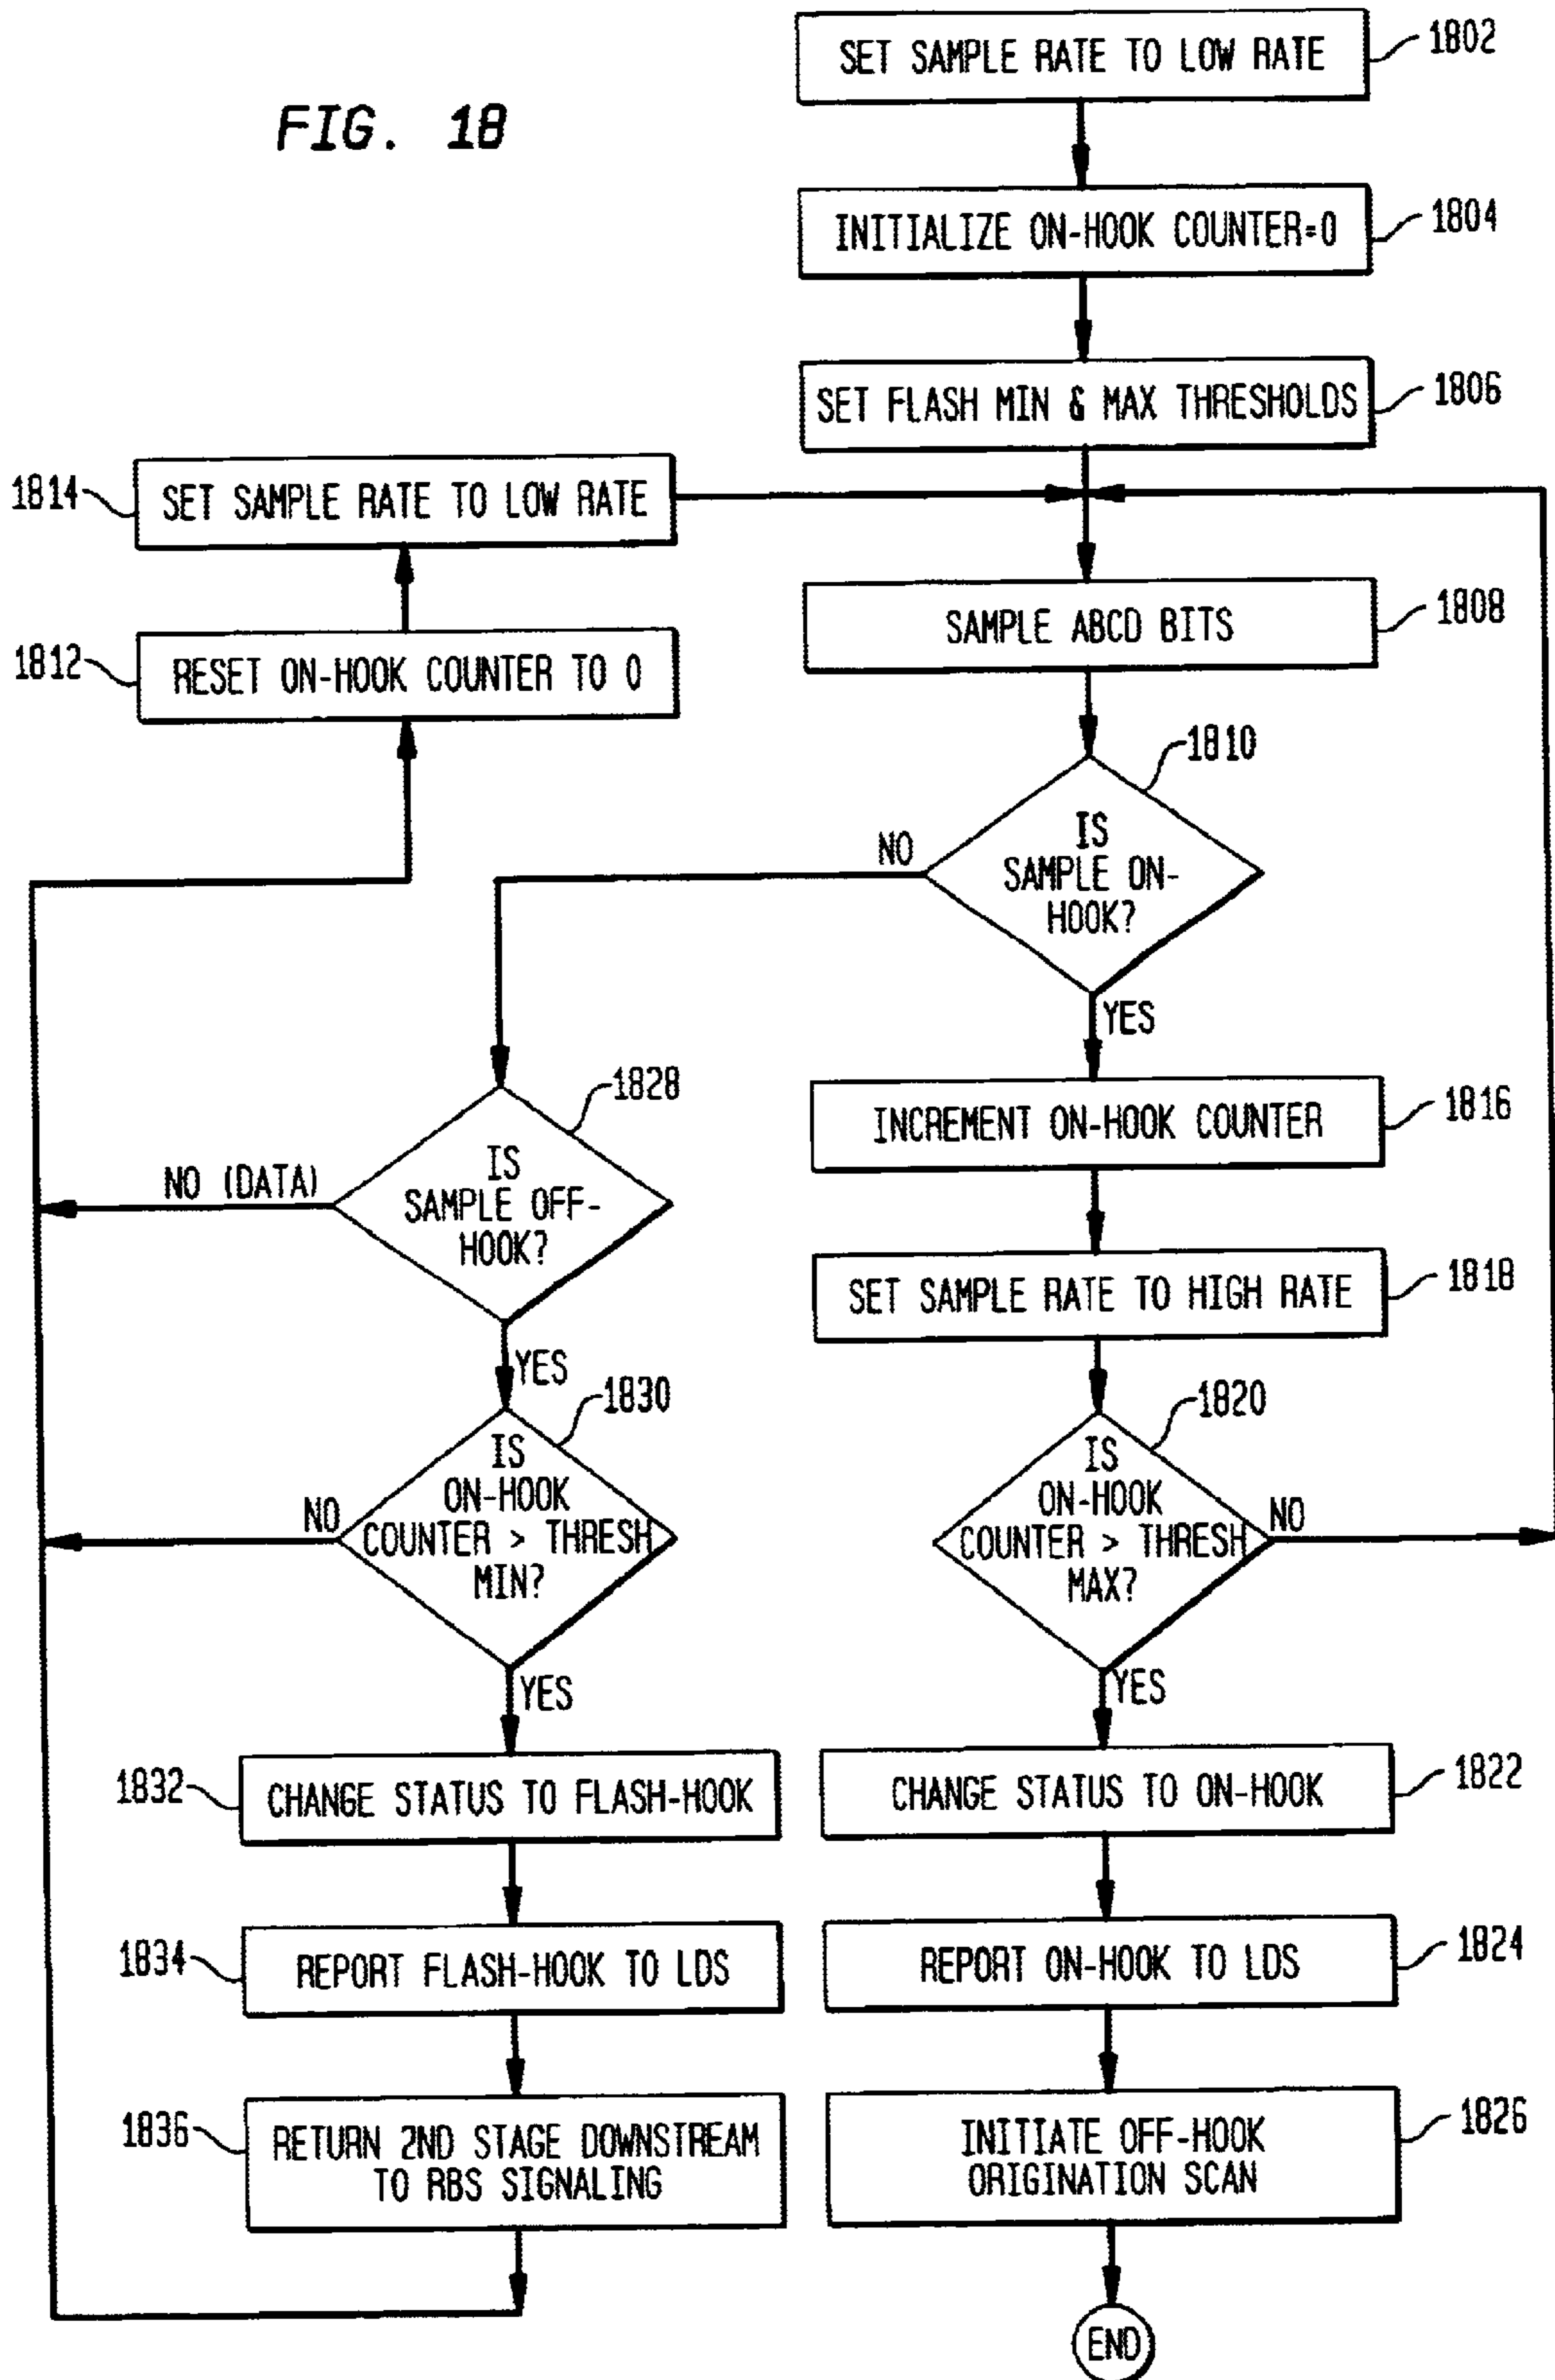 FIG. 18
SET SAMPLE RATE TO LOW RATE
1802
INITIALIZE ON-HOOK COUNTER=0
1804
SET FLASH MIN & MAX THRESHOLDS
1806
1814
SET SAMPLE RATE TO LOW RATE
SAMPLE ABCD BITS
1808
1812
RESET ON-HOOK COUNTER TO 0
1810
IS
SAMPLE ON-
HOOK?
NO
YES
1828
IS
SAMPLE OFF-
HOOK?
NO (DATA)
YES
INCREMENT ON-HOOK COUNTER
1816
SET SAMPLE RATE TO HIGH RATE
1818
1830
IS
ON-HOOK
COUNTER > THRESH
MIN?
NO
YES
1820
IS
ON-HOOK
COUNTER > THRESH
MAX?
NO
YES
1832
CHANGE STATUS TO FLASH-HOOK
CHANGE STATUS TO ON-HOOK
1822
1834
REPORT FLASH-HOOK TO LDS
REPORT ON-HOOK TO LDS
1824
1836
RETURN 2ND STAGE DOWNSTREAM
TO RBS SIGNALING
INITIATE OFF-HOOK
ORIGINATION SCAN
1826
END